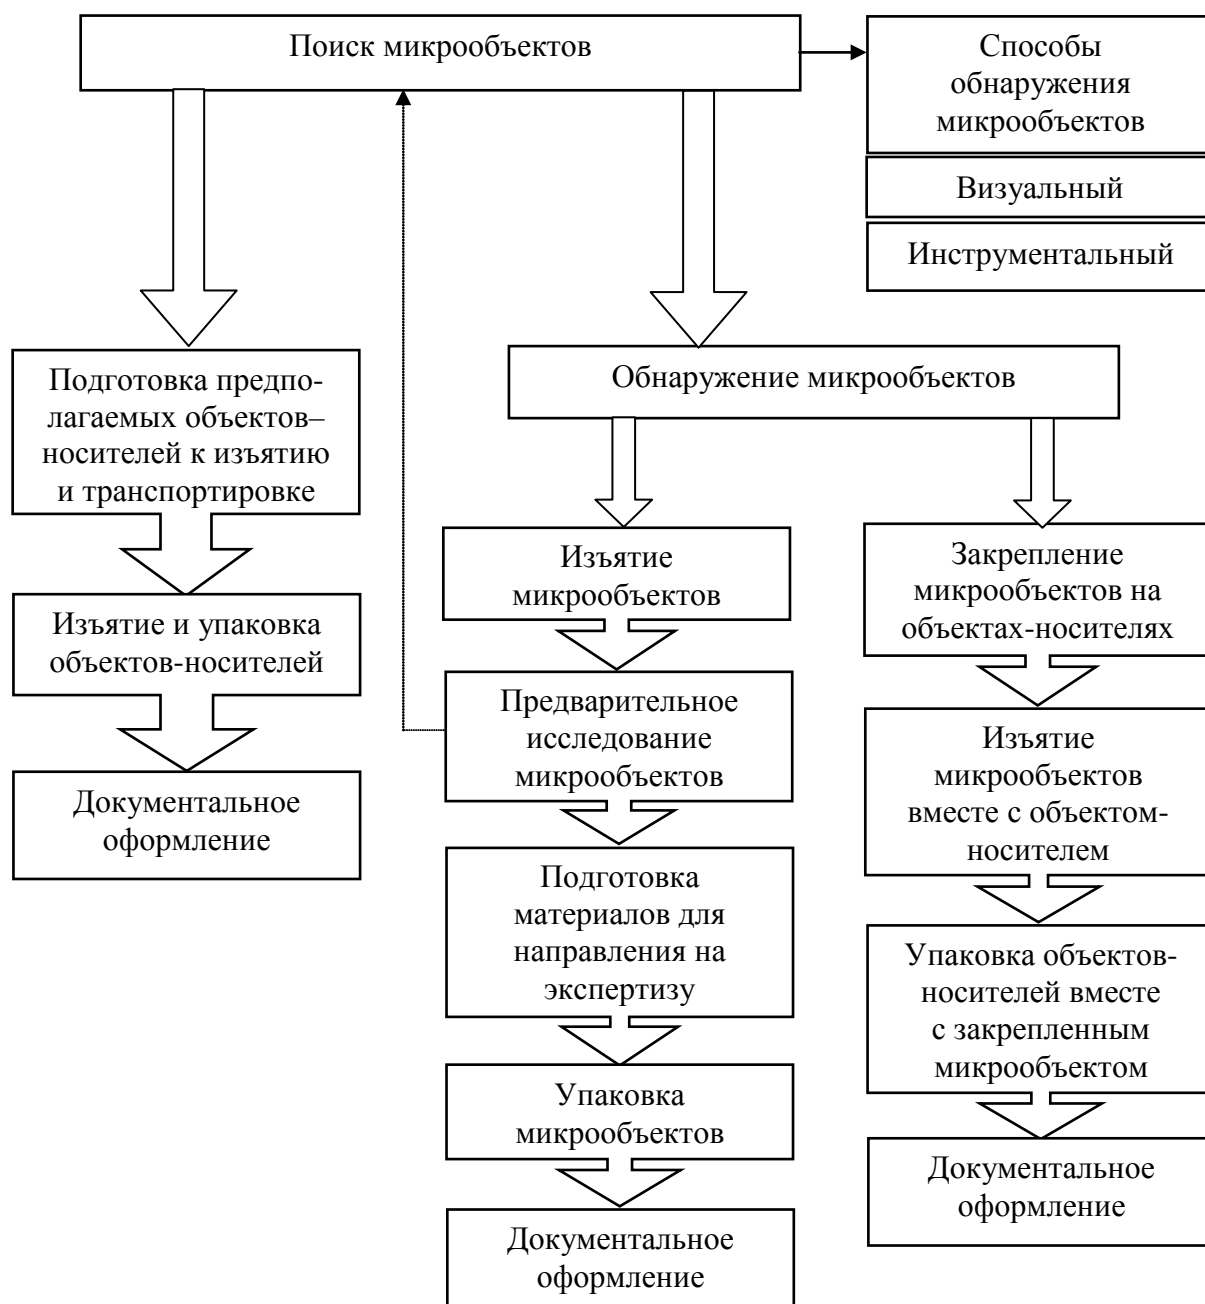 Поиск микрообъектов
Способы
обнаружения
микрообъектов
Визуальный
Инструментальный
Подготовка предпо-
лагаемых объектов–
носителей к изъятию
и транспортировке
Изъятие и упаковка
объектов-носителей
Документальное
оформление
Обнаружение микрообъектов
Изъятие
микрообъектов
Предварительное
исследование
микрообъектов
Подготовка
материалов для
направления на
экспертизу
Упаковка
микрообъектов
Документальное
оформление
Закрепление
микрообъектов на
объектах-носителях
Изъятие
микрообъектов
вместе с объектом-
носителем
Упаковка объектов-
носителей вместе
с закрепленным
микрообъектом
Документальное
оформление